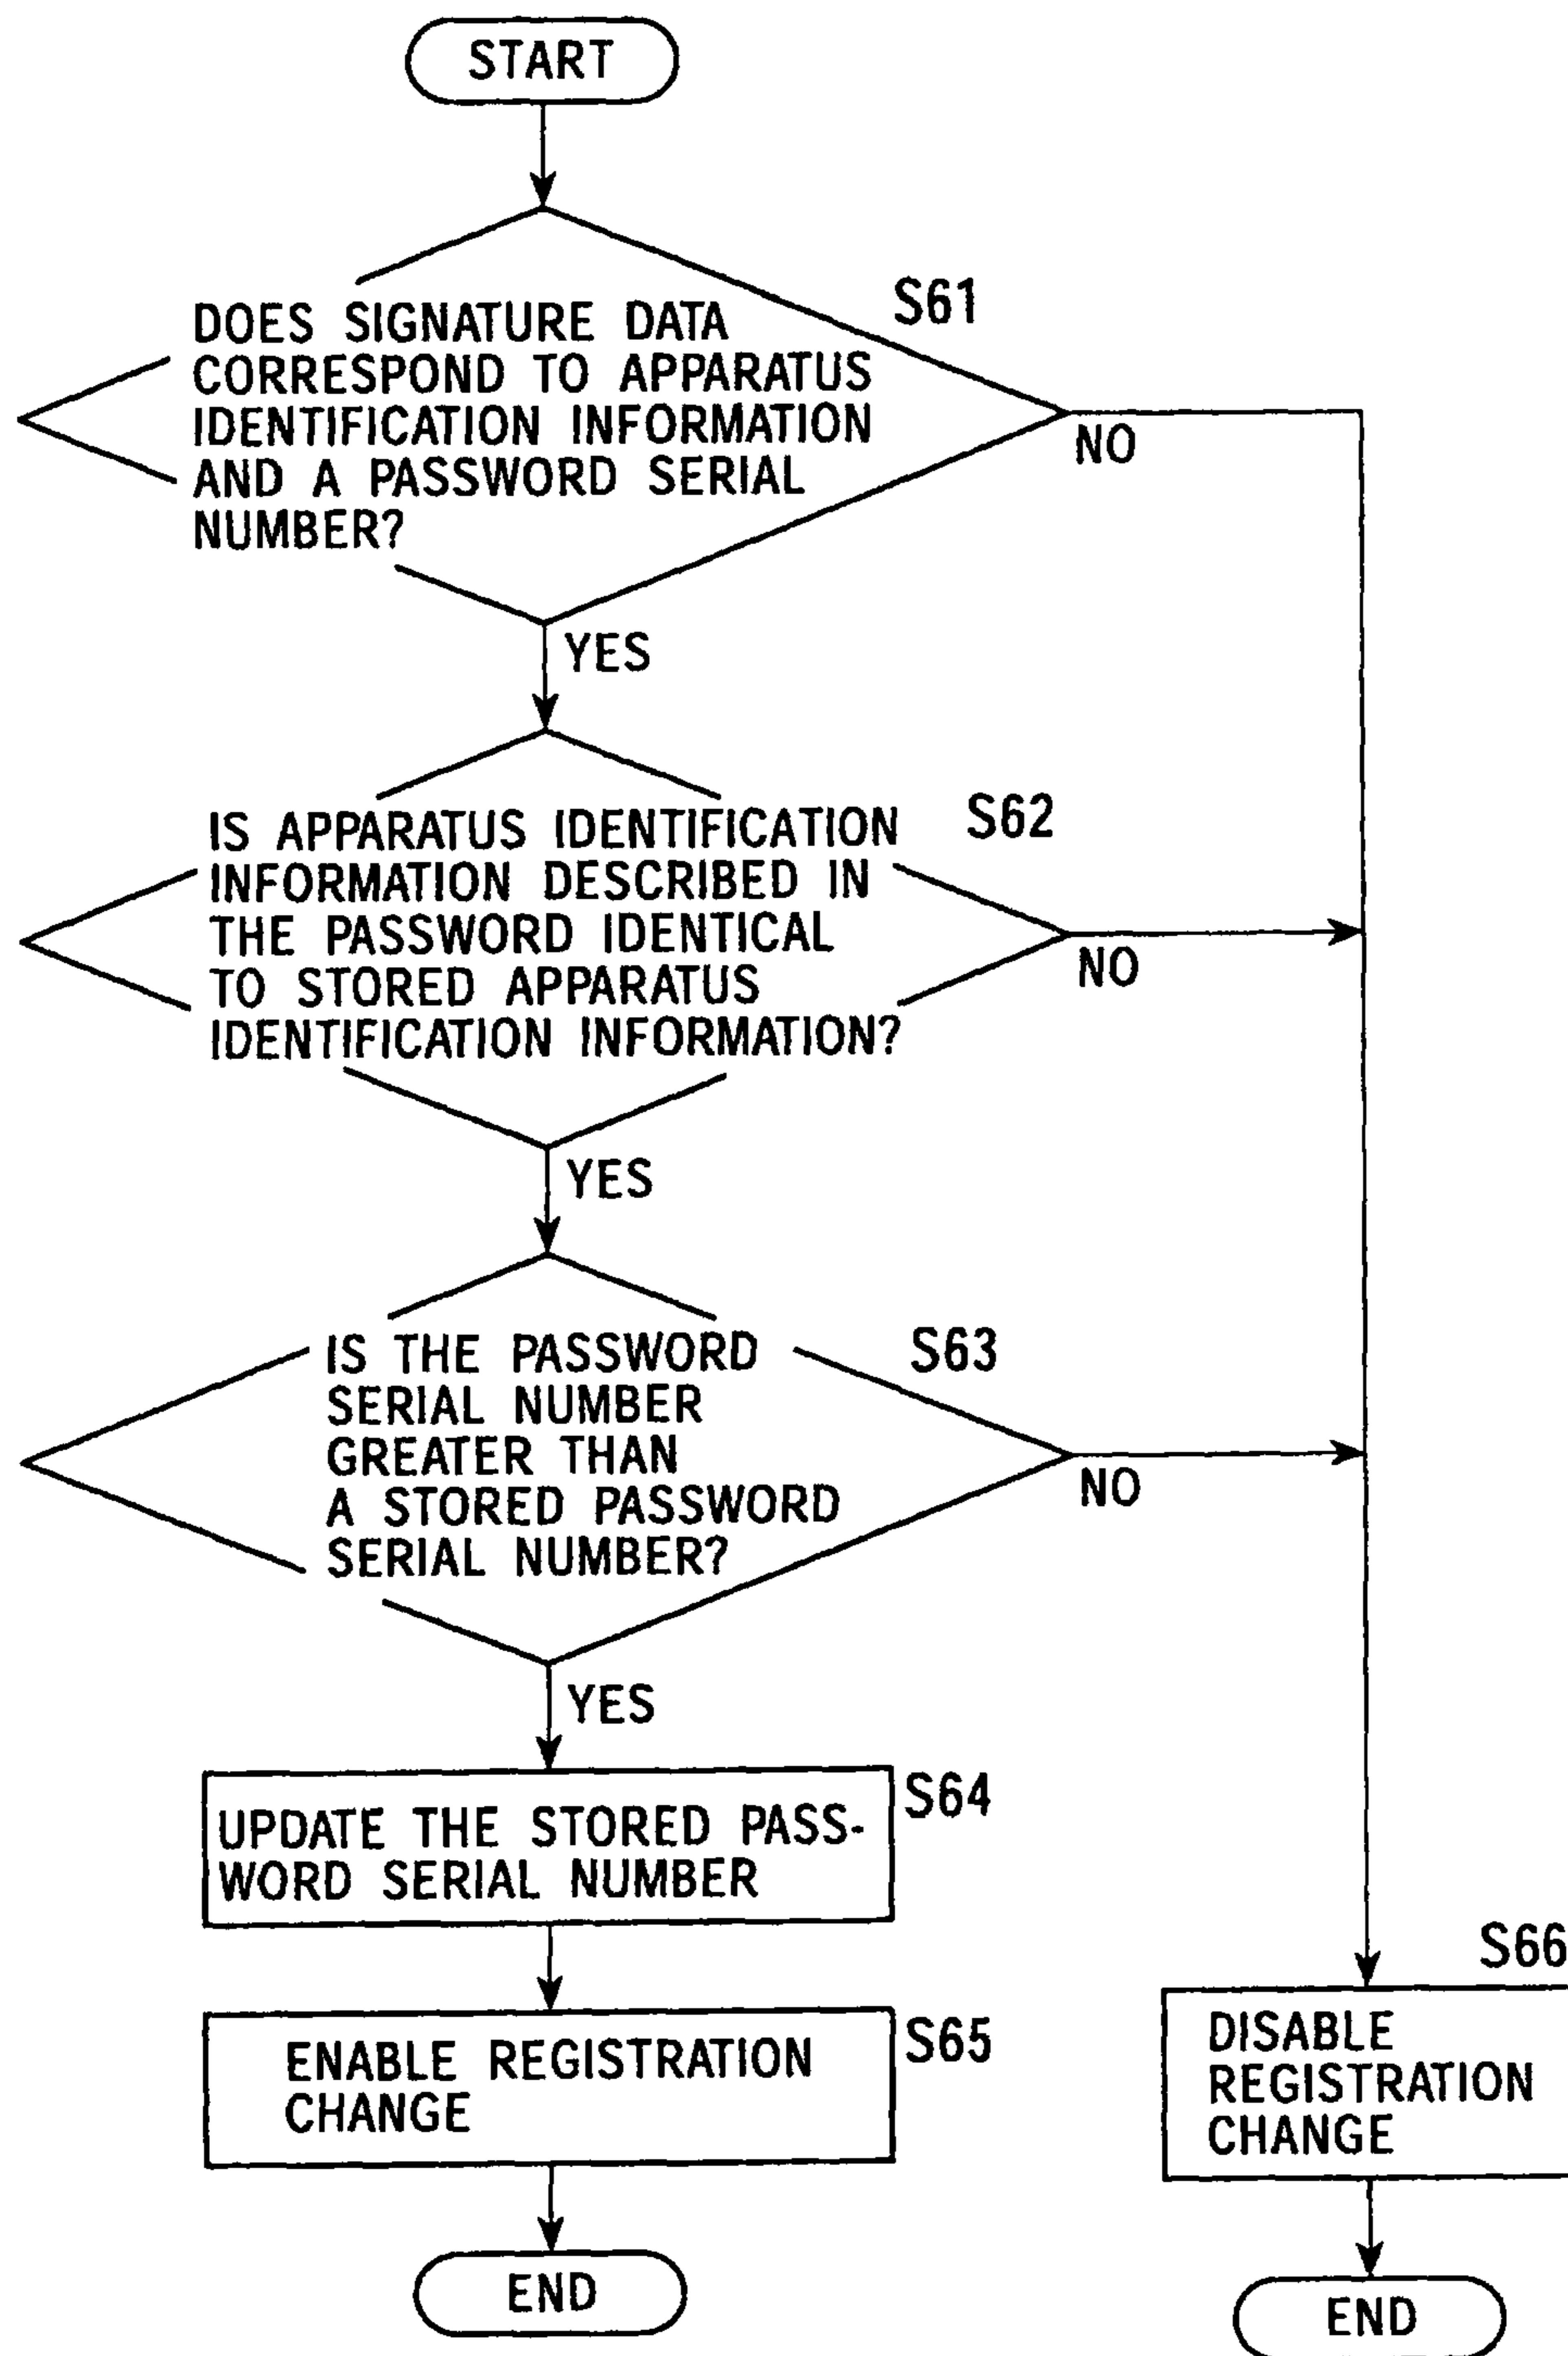 START
S61
DOES SIGNATURE DATA
CORRESPOND TO APPARATUS
IDENTIFICATION INFORMATION
AND A PASSWORD SERIAL
NUMBER?
NO
YES
S62
IS APPARATUS IDENTIFICATION
INFORMATION DESCRIBED IN
THE PASSWORD IDENTICAL
TO STORED APPARATUS
IDENTIFICATION INFORMATION?
NO
YES
S63
IS THE PASSWORD
SERIAL NUMBER
GREATER THAN
A STORED PASSWORD
SERIAL NUMBER?
NO
YES
S64
UPDATE THE STORED PASS-
WORD SERIAL NUMBER
S65
ENABLE REGISTRATION
CHANGE
END
S66
DISABLE
REGISTRATION
CHANGE
END